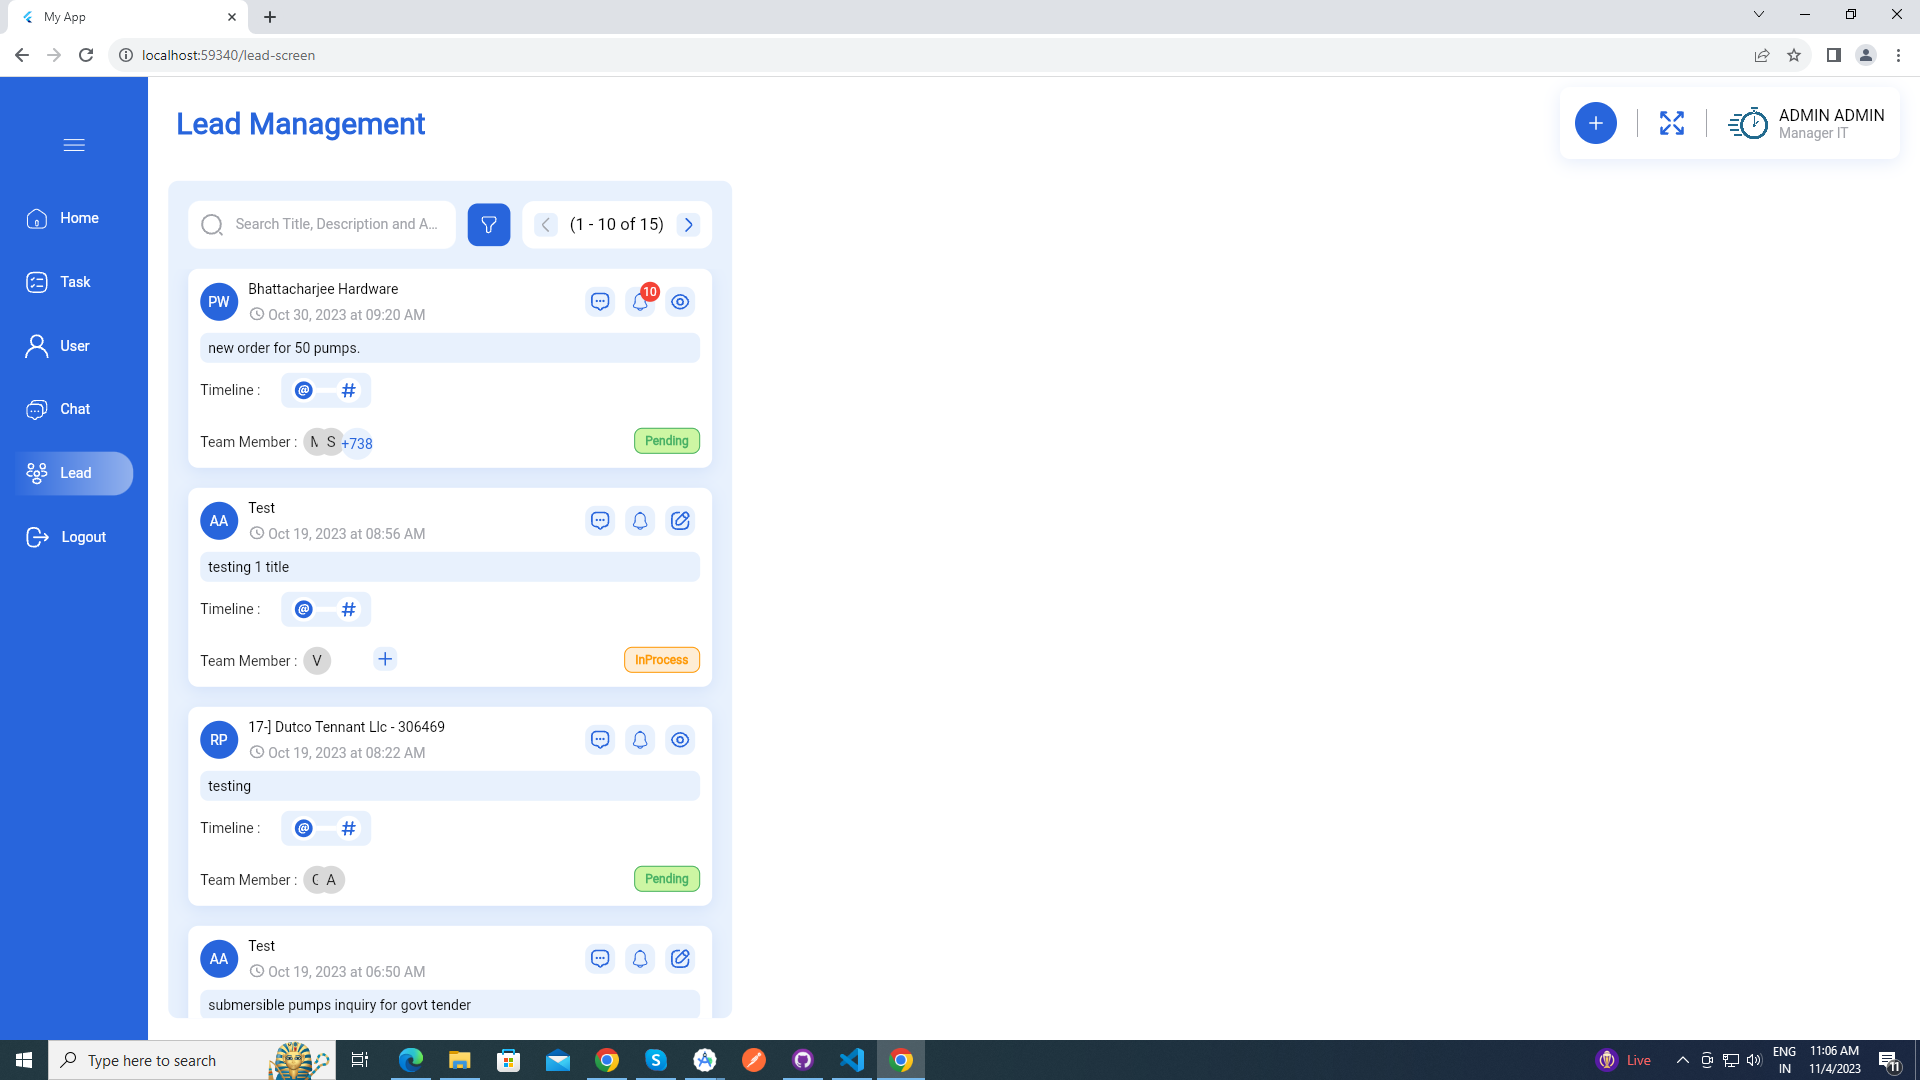 My App
localhost:59340/lead-screen
Lead Management
ADMIN ADMIN
Manager IT
Home
Task
User
Chat
Lead
Logout
Search Title, Description and A...
(1 - 10 of 15)
PW
Bhattacharjee Hardware
Oct 30, 2023 at 09:20 AM
10
new order for 50 pumps.
Timeline :
@ #
Team Member : S +738
Pending
AA
Test
Oct 19, 2023 at 08:56 AM
testing 1 title
Timeline :
@ #
Team Member : V
InProcess
RP
17-] Dutco Tennant Llc - 306469
Oct 19, 2023 at 08:22 AM
testing
Timeline :
@ #
Team Member : A
Pending
AA
Test
Oct 19, 2023 at 06:50 AM
submersible pumps inquiry for govt tender
Type here to search
Live
ENG
IN
11:06 AM
11/4/2023
11